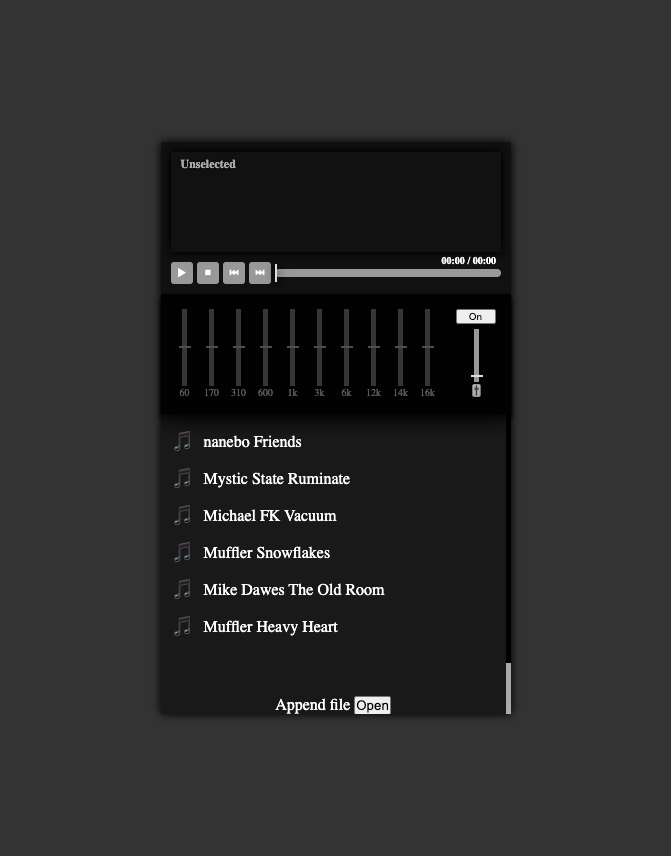 Unselected
00:00 / 00:00
On
60 170 310 600 1k 3k 6k 12k 14k 16k
nanebo Friends
Mystic State Ruminate
Michael FK Vacuum
Muffler Snowflakes
Mike Dawes The Old Room
Muffler Heavy Heart
Append file Open